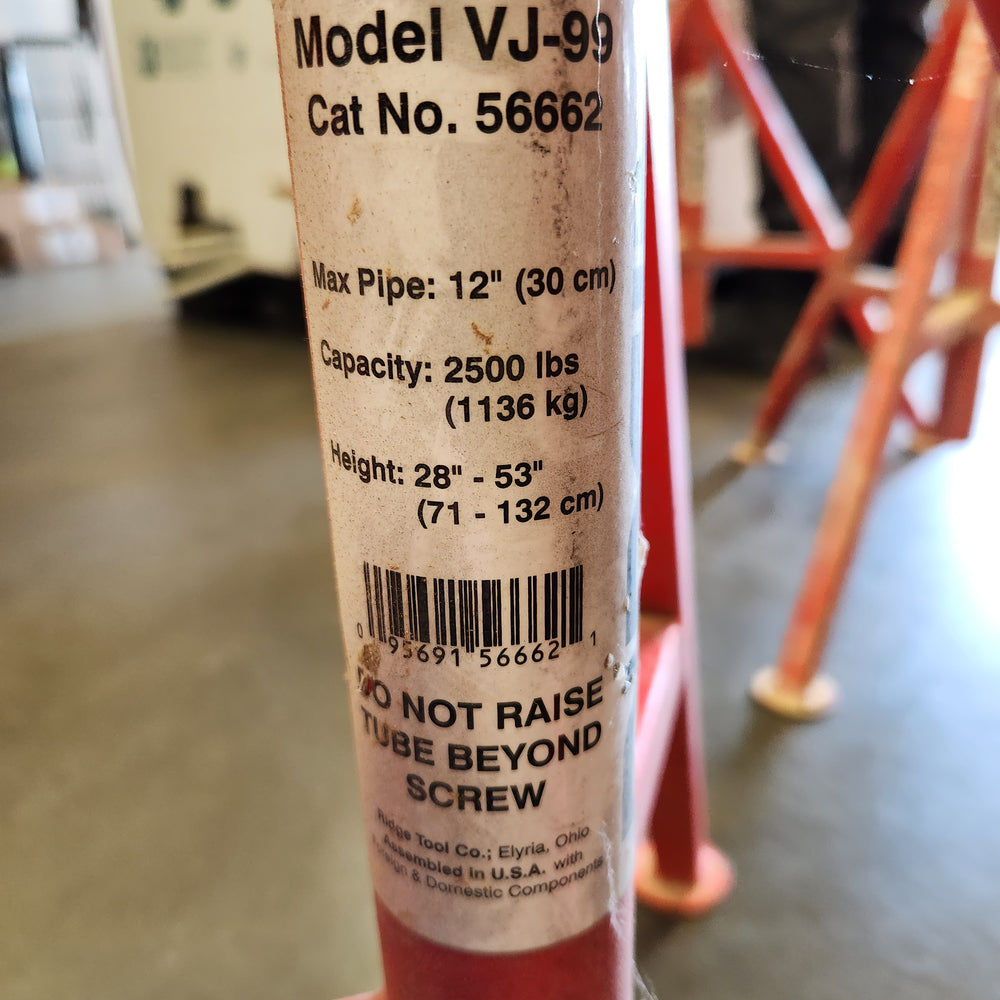 Model VJ-99
Cat No. 56662
Max Pipe: 12" (30 cm)
Capacity: 2500 lbs
(1136 kg)
Height: 28" - 53"
(71 - 132 cm)
0 95691 56662 1
DO NOT RAISE
TUBE BEYOND
SCREW
Ridge Tool Co.; Elyria, Ohio
Assembled in U.S.A. with
& Domestic Components